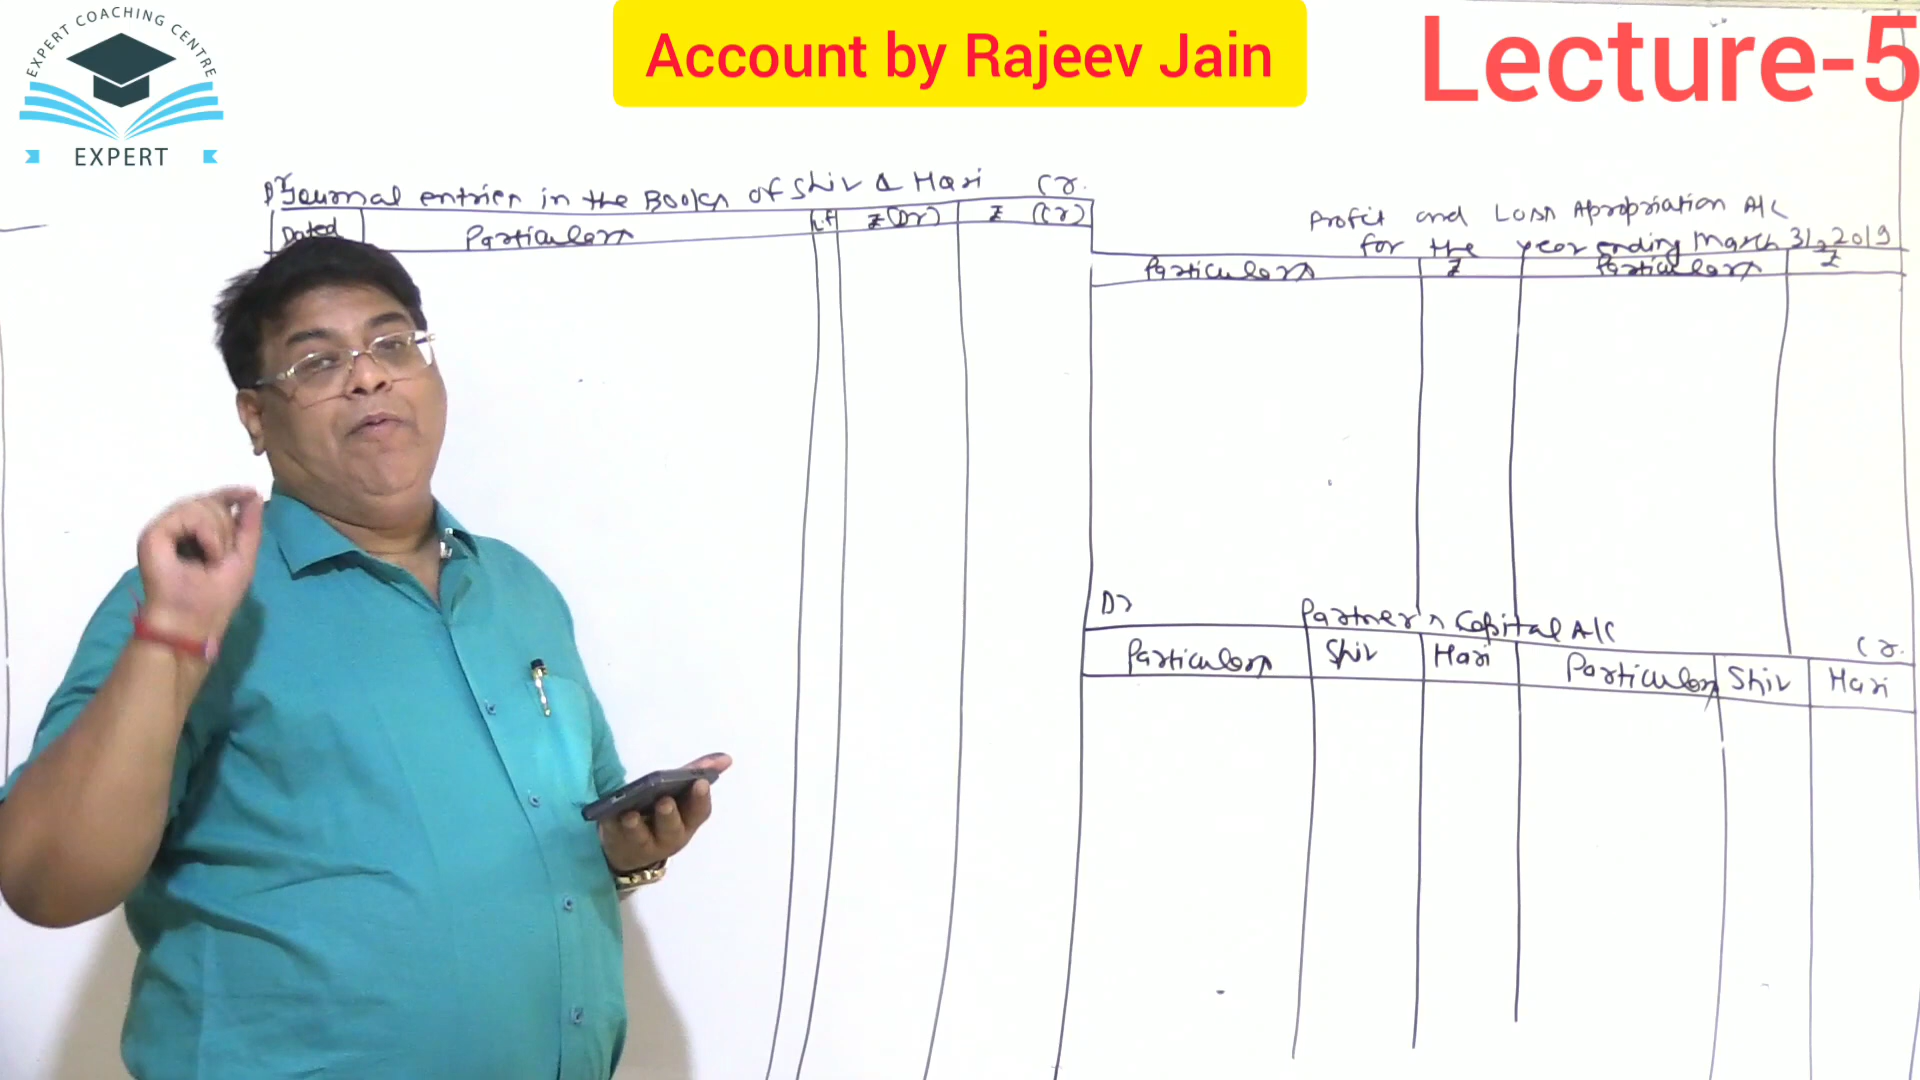 EXPERT COACHING CENTRE
EXPERT
Account by Rajeev Jain
Lecture-5
Journal entries in the Books of Shiv & Hari Cr.
Dated Particulars L.F ₹(Dr) ₹ (Cr)
Profit and Loss Apropriation A/C
for the year ending March 31, 2019
Particulars ₹ Particulars ₹
Dr Partner's Capital A/C Cr.
Particulars Shiv Hari Particulars Shiv Hari